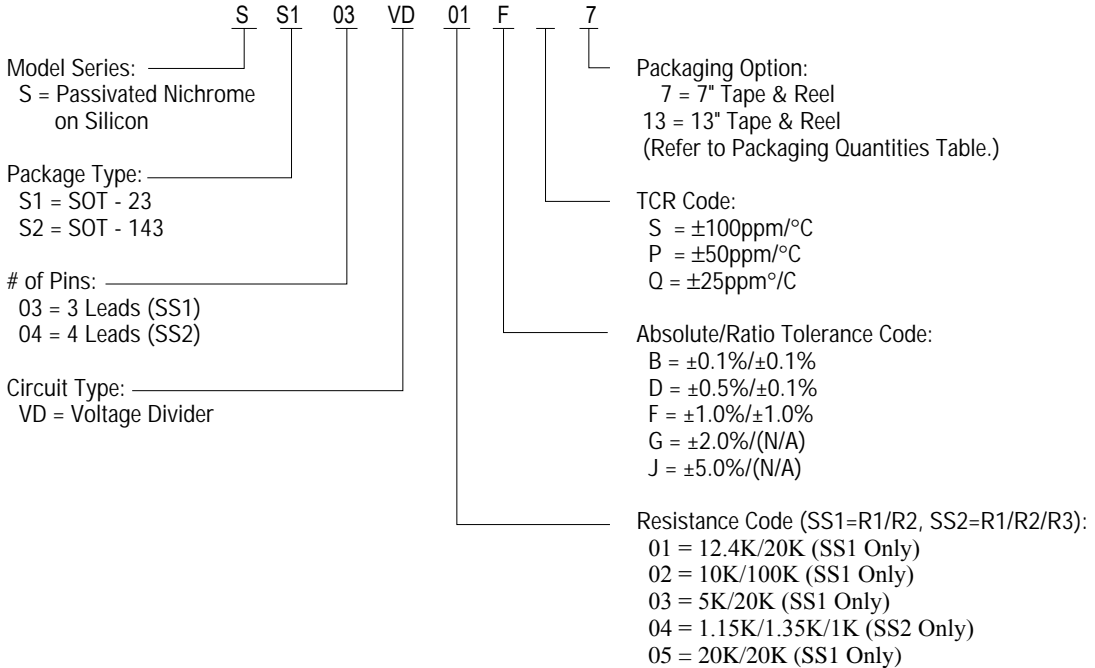 S S1 03 VD 01 F 7
Model Series:
S = Passivated Nichrome
on Silicon
Package Type:
S1 = SOT - 23
S2 = SOT - 143
# of Pins:
03 = 3 Leads (SS1)
04 = 4 Leads (SS2)
Circuit Type:
VD = Voltage Divider
Packaging Option:
7 = 7" Tape & Reel
13 = 13" Tape & Reel
(Refer to Packaging Quantities Table.)
TCR Code:
S = ±100ppm/°C
P = ±50ppm/°C
Q = ±25ppm°/C
Absolute/Ratio Tolerance Code:
B = ±0.1%/±0.1%
D = ±0.5%/±0.1%
F = ±1.0%/±1.0%
G = ±2.0%/(N/A)
J = ±5.0%/(N/A)
Resistance Code (SS1=R1/R2, SS2=R1/R2/R3):
01 = 12.4K/20K (SS1 Only)
02 = 10K/100K (SS1 Only)
03 = 5K/20K (SS1 Only)
04 = 1.15K/1.35K/1K (SS2 Only)
05 = 20K/20K (SS1 Only)